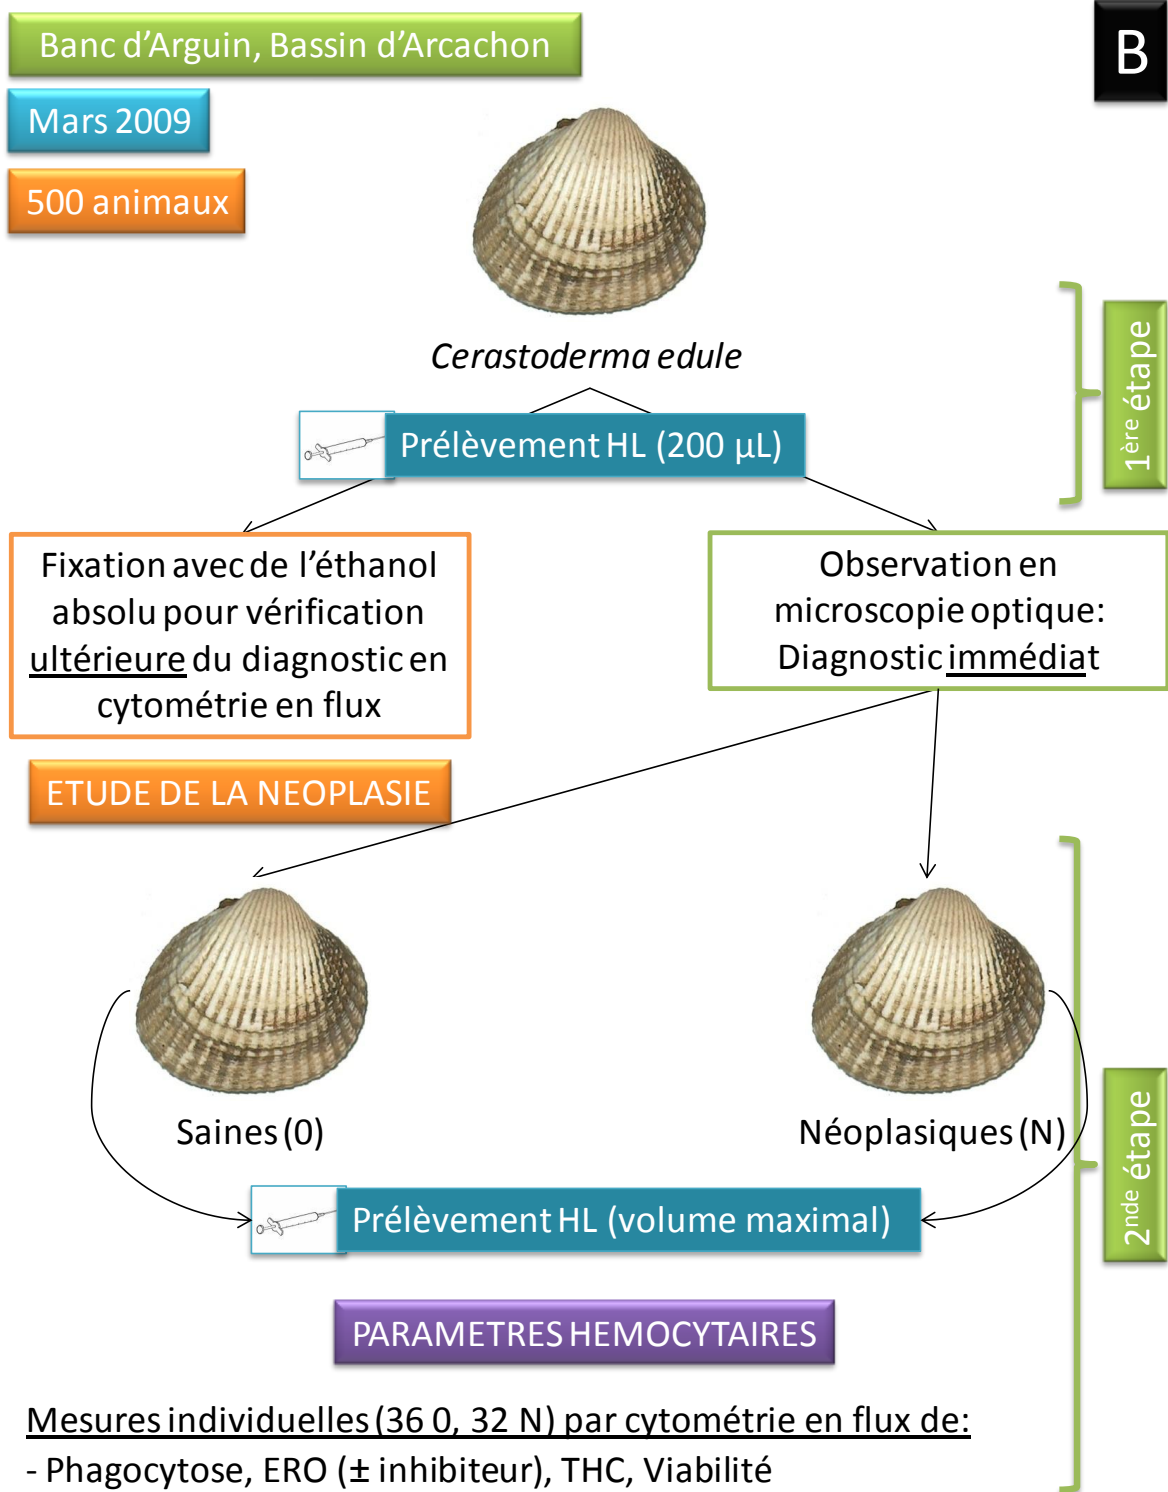 Banc d'Arguin, Bassin d'Arcachon
B
Mars 2009
500 animaux
Cerastoderma edule
1ère étape
Prélèvement HL (200 µL)
Fixation avec de l'éthanol
absolu pour vérification
ultérieure du diagnostic en
cytométrie en flux
Observation en
microscopie optique:
Diagnostic immédiat
ETUDE DE LA NEOPLASIE
Saines (0)
Néoplasiques (N)
2nde étape
Prélèvement HL (volume maximal)
PARAMETRES HEMOCYTAIRES
Mesures individuelles (36 0, 32 N) par cytométrie en flux de:
- Phagocytose, ERO (± inhibiteur), THC, Viabilité